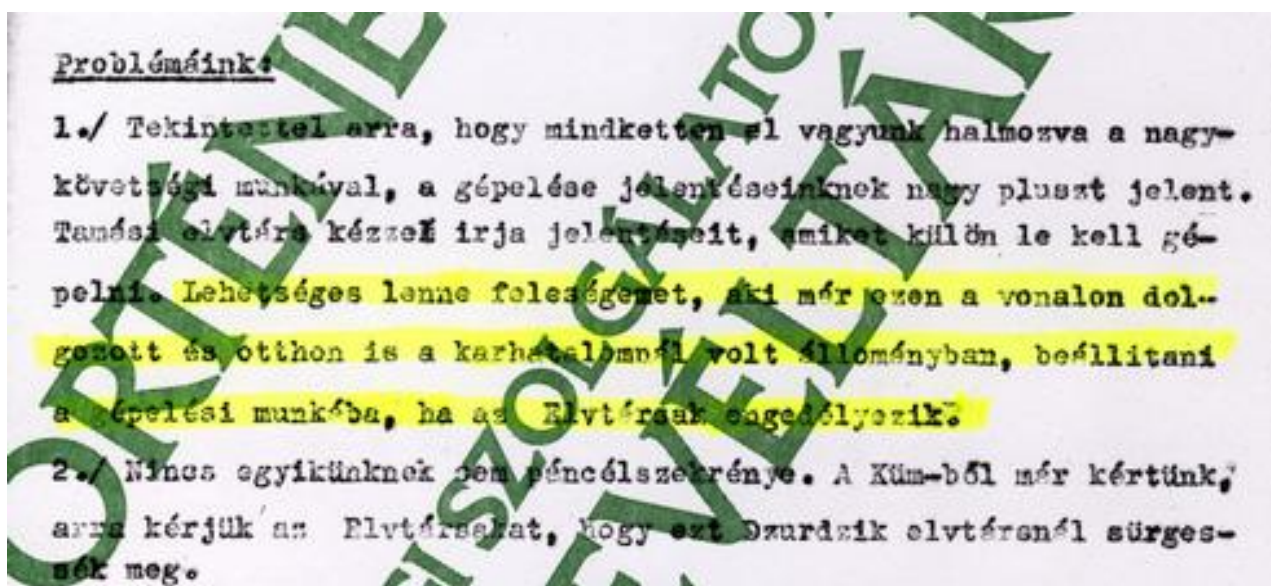 Problémáink:
1./ Tekintettel arra, hogy mindketten el vagyunk halmozva a nagy-
követségi munkával, a gépelése jelentéseinknek nagy pluszt jelent.
Tamási elvtárs kézzel irja jelentéseit, amiket külön le kell gé-
pelni. Lehetséges lenne feleségemet, aki már ezen a vonalon dol-
gozott és otthon is a karhatalomnál volt állományban, beállitani
a gépelési munkába, ha az Elvtársak engedélyezik.
2./ Nincs egyikünknek sem páncélszekrénye. A Küm-ből már kértünk,
arra kérjük az Elvtársakat, hogy ezt Dzurdzik elvtársnál sürges-
sék meg.